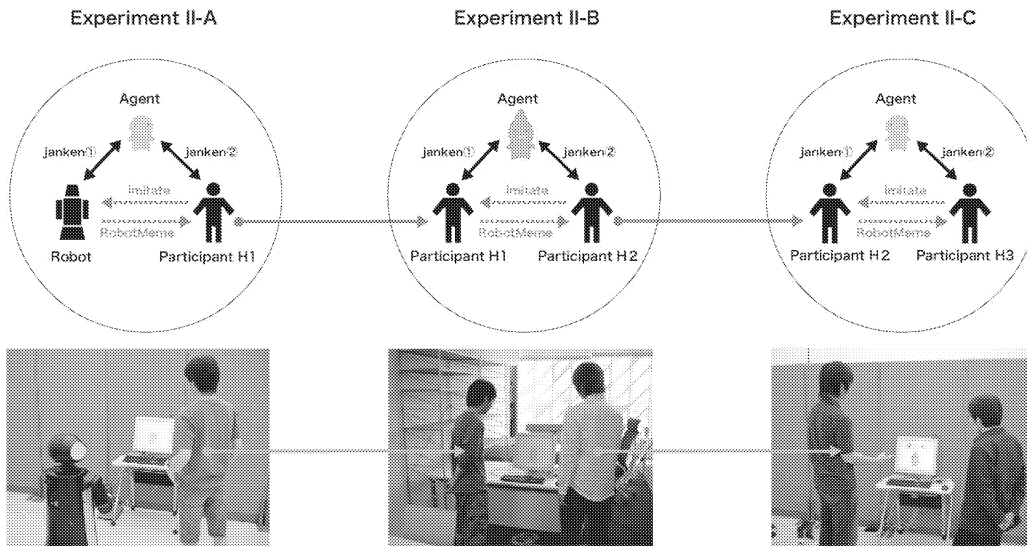 Experiment II-A
Experiment II-B
Experiment II-C
Agent
janken①
janken②
Imitate
RobotMeme
Robot
Participant H1
Agent
janken①
janken②
Imitate
RobotMeme
Participant H1
Participant H2
Agent
janken①
janken②
Imitate
RobotMeme
Participant H2
Participant H3